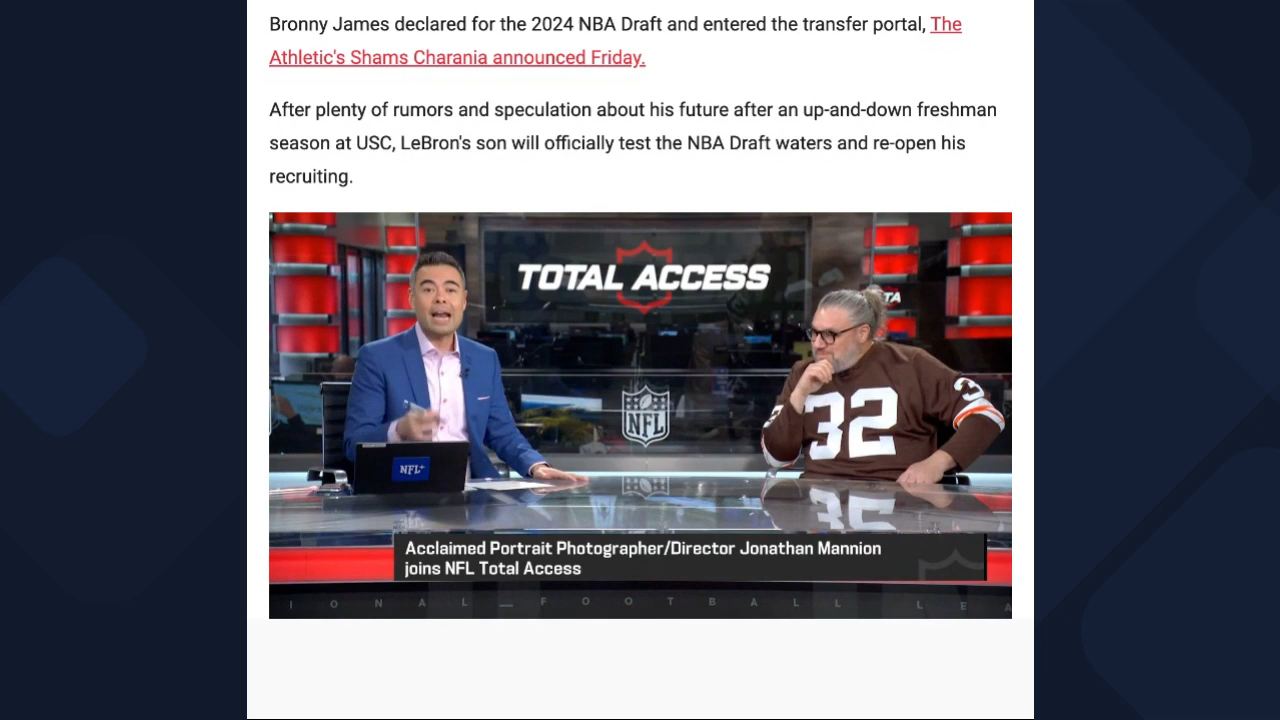 Bronny James declared for the 2024 NBA Draft and entered the transfer portal, The
Athletic's Shams Charania announced Friday.
After plenty of rumors and speculation about his future after an up-and-down freshman
season at USC, LeBron's son will officially test the NBA Draft waters and re-open his
recruiting.
TOTAL ACCESS
TA
NFL
32
3
NFL+
Acclaimed Portrait Photographer/Director Jonathan Mannion
joins NFL Total Access
I O N A L _ F O O T B A L L L E A